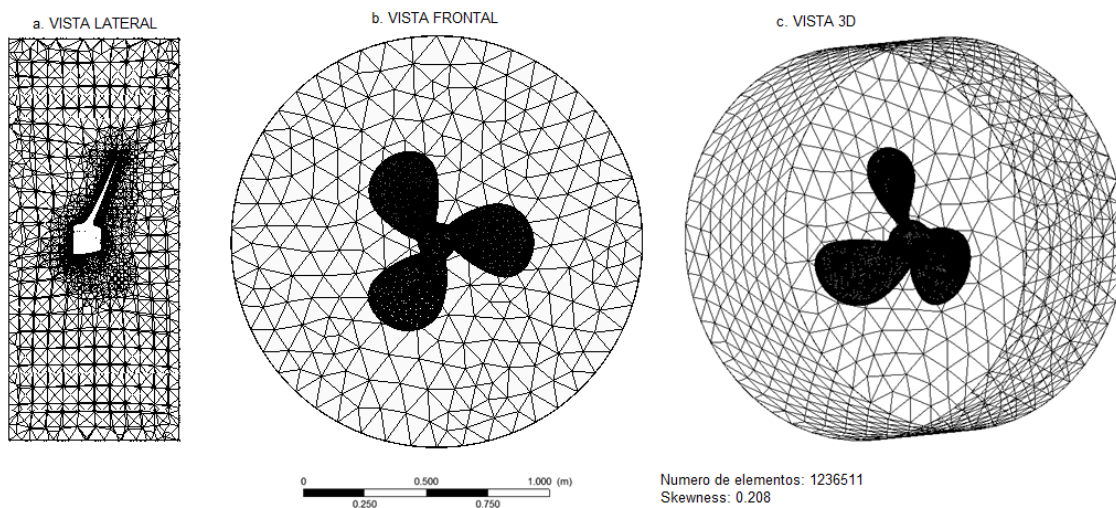 a. VISTA LATERAL
b. VISTA FRONTAL
c. VISTA 3D
0 0.500 1.000 (m)
0.250 0.750
Numero de elementos: 1236511
Skewness: 0.208